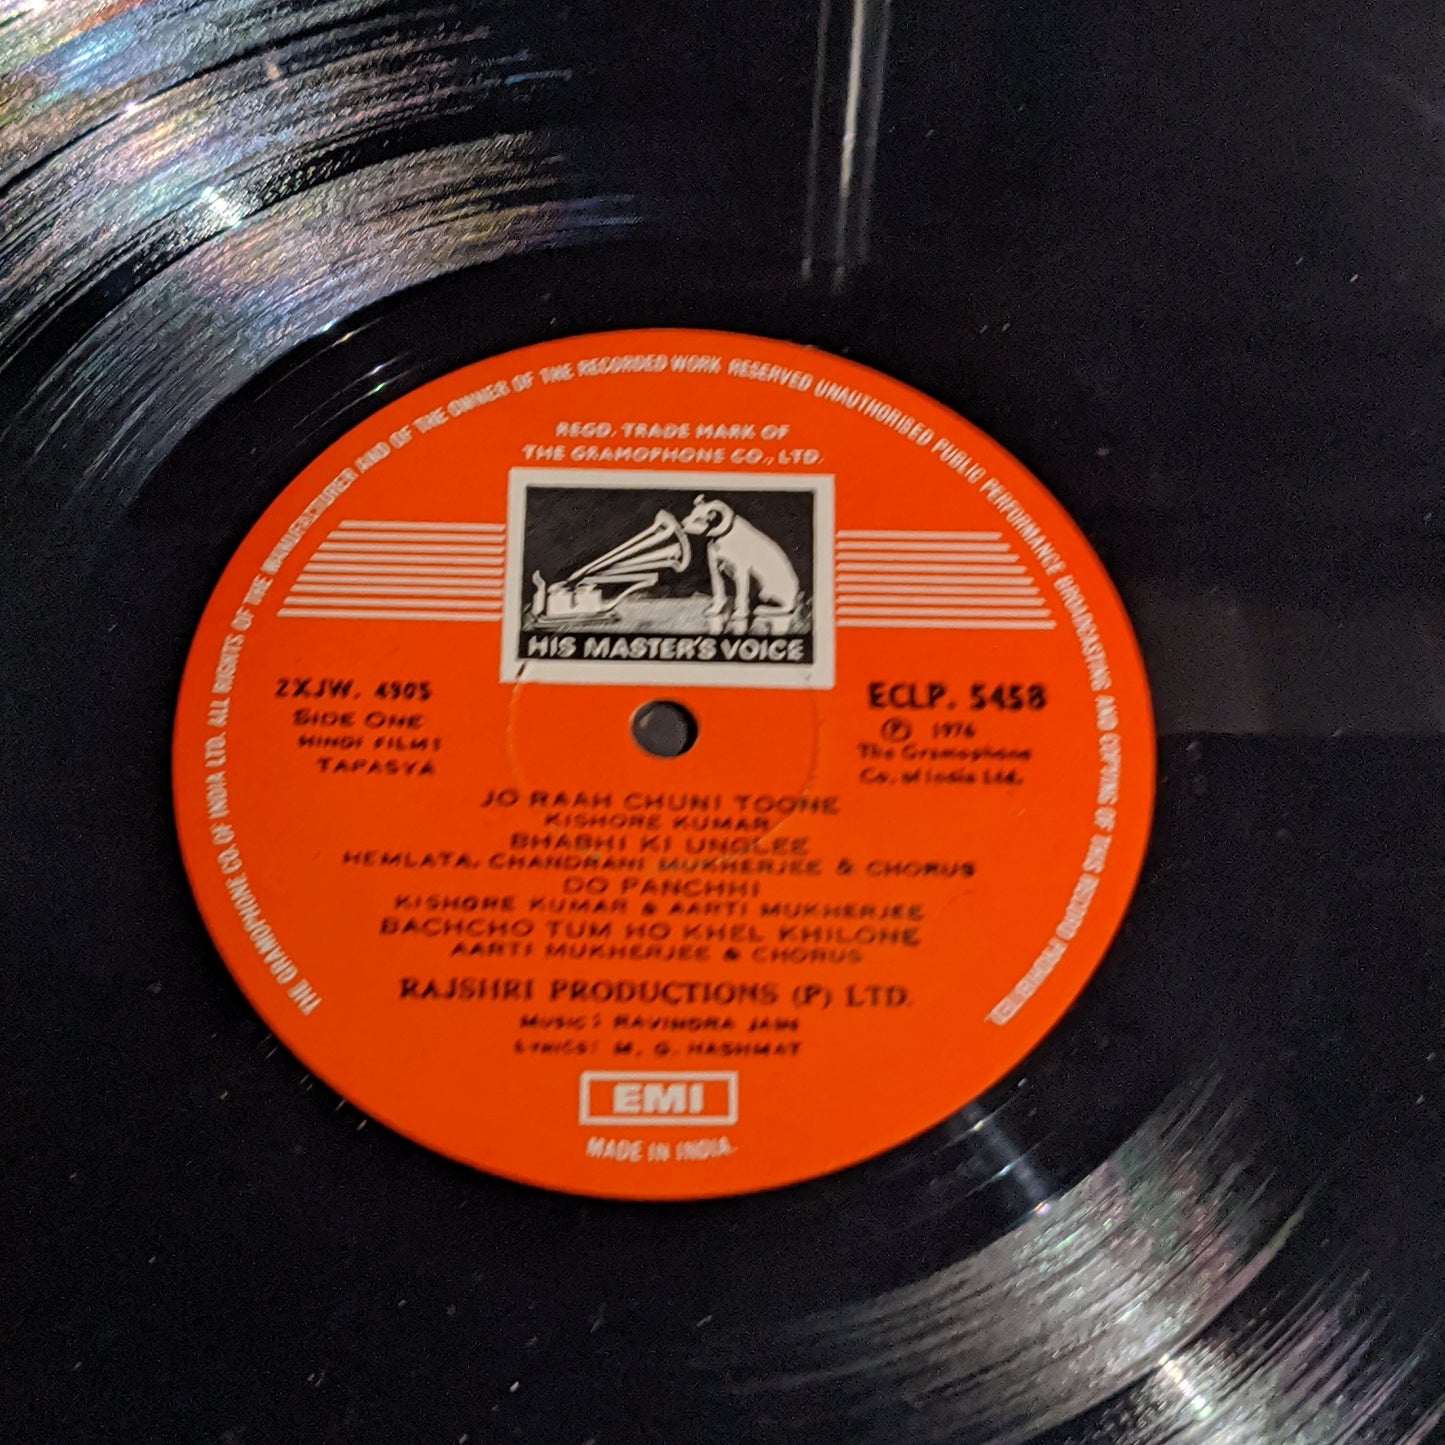 THE GRAMOPHONE CO. OF INDIA LTD. ALL RIGHTS OF THE MANUFACTURER AND OF THE OWNER OF THE RECORDED WORK RESERVED UNAUTHORISED PUBLIC PERFORMANCE BROADCASTING AND COPYING OF THIS RECORD PROHIBITED.
REGD. TRADE MARK OF
THE GRAMOPHONE CO., LTD.
HIS MASTER'S VOICE
2XJW. 4905
SIDE ONE
HINDI FILM:
TAPASYA
ECLP. 5458
Ⓟ 1976
The Gramophone
Co. of India Ltd.
JO RAAH CHUNI TOONE
KISHORE KUMAR
BHABHI KI UNGLEE
HEMLATA, CHANDRANI MUKHERJEE & CHORUS
DO PANCHHI
KISHORE KUMAR & AARTI MUKHERJEE
BACHCHO TUM HO KHEL KHILONE
AARTI MUKHERJEE & CHORUS
RAJSHRI PRODUCTIONS (P) LTD.
MUSIC: RAVINDRA JAIN
LYRICS: M. G. HASHMAT
EMI
MADE IN INDIA.